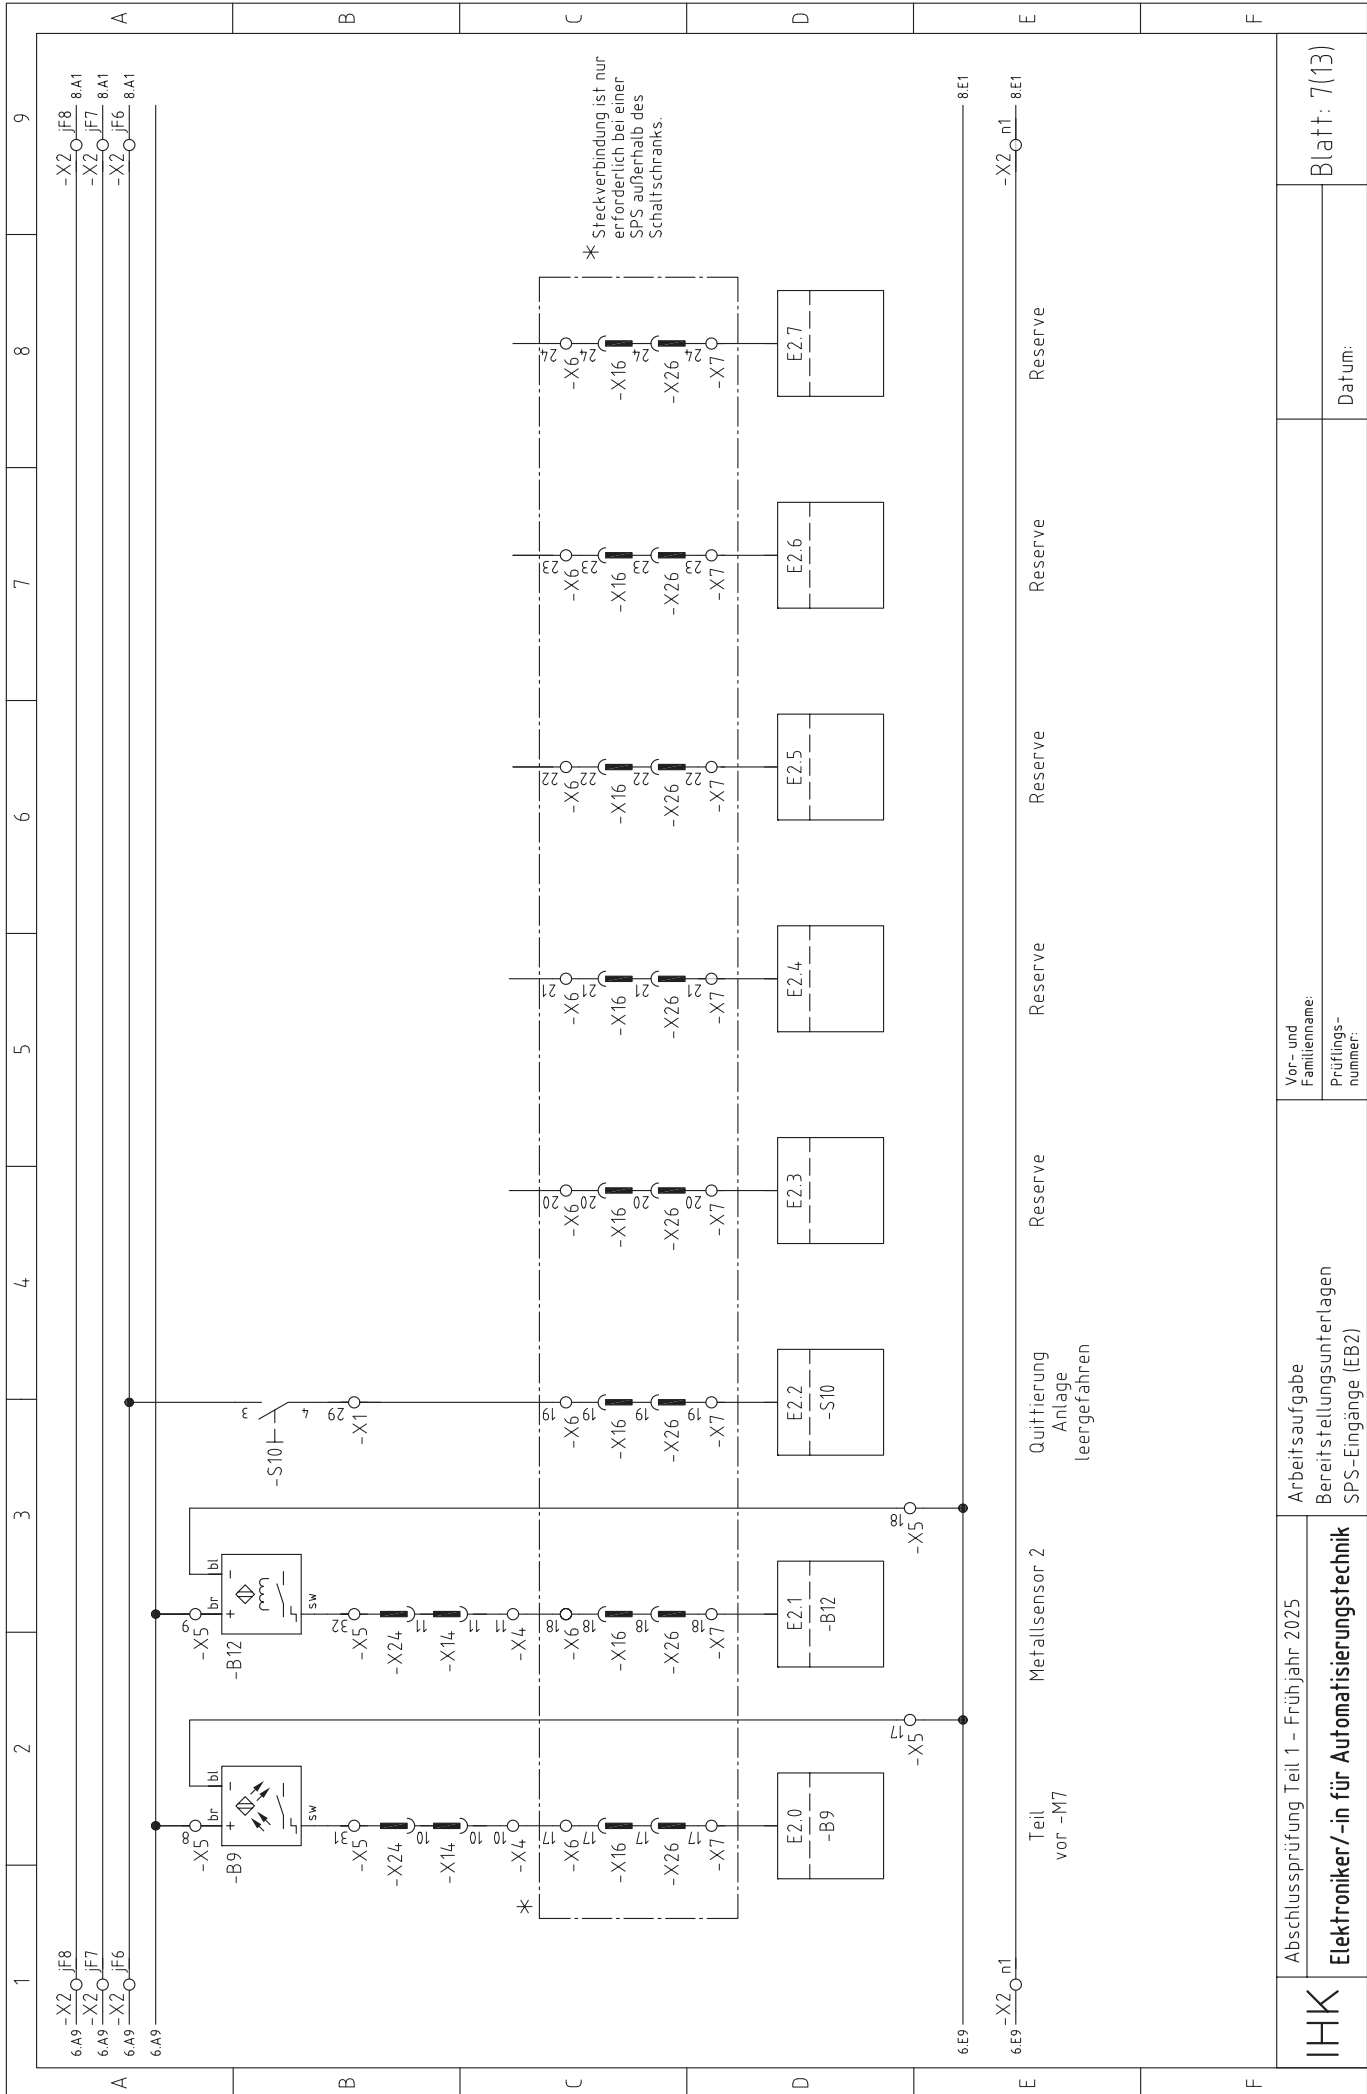 1 2 3 4 5 6 7 8 9
A
B
C
D
E
F
A
B
C
D
E
F
6.A9 -X2 jF8
6.A9 -X2 jF7
6.A9 -X2 jF6
6.A9
-X2 jF8 8.A1
-X2 jF7 8.A1
-X2 jF6 8.A1
8
-X5
br
bl
+
-
-B9
sw
31
-X5
-X24
10
-X14
10
10
-X4
17
-X6
17
-X16
17
-X26
17
-X7
E2.0
-B9
17
-X5
Teil
vor -M7
9
-X5
br
bl
+
-
-B12
sw
32
-X5
-X24
11
-X14
11
11
-X4
18
-X6
18
-X16
18
-X26
18
-X7
E2.1
-B12
18
-X5
Metallsensor 2
3
-S10
4
29
-X1
19
-X6
19
-X16
19
-X26
19
-X7
E2.2
-S10
Quittierung
Anlage
leergefahren
20
-X6
20
-X16
20
-X26
20
-X7
E2.3
Reserve
21
-X6
21
-X16
21
-X26
21
-X7
E2.4
Reserve
22
-X6
22
-X16
22
-X26
22
-X7
E2.5
Reserve
23
-X6
23
-X16
23
-X26
23
-X7
E2.6
Reserve
24
-X6
24
-X16
24
-X26
24
-X7
E2.7
Reserve
*
* Steckverbindung ist nur
erforderlich bei einer
SPS außerhalb des
Schaltschranks.
6.E9
8.E1
6.E9 -X2 n1
-X2 n1 8.E1
IHK
Abschlussprüfung Teil 1 - Frühjahr 2025
Elektroniker/-in für Automatisierungstechnik
Arbeitsaufgabe
Bereitstellungsunterlagen
SPS-Eingänge (EB2)
Vor- und
Familienname:
Prüflings-
nummer:
Datum:
Blatt: 7(13)